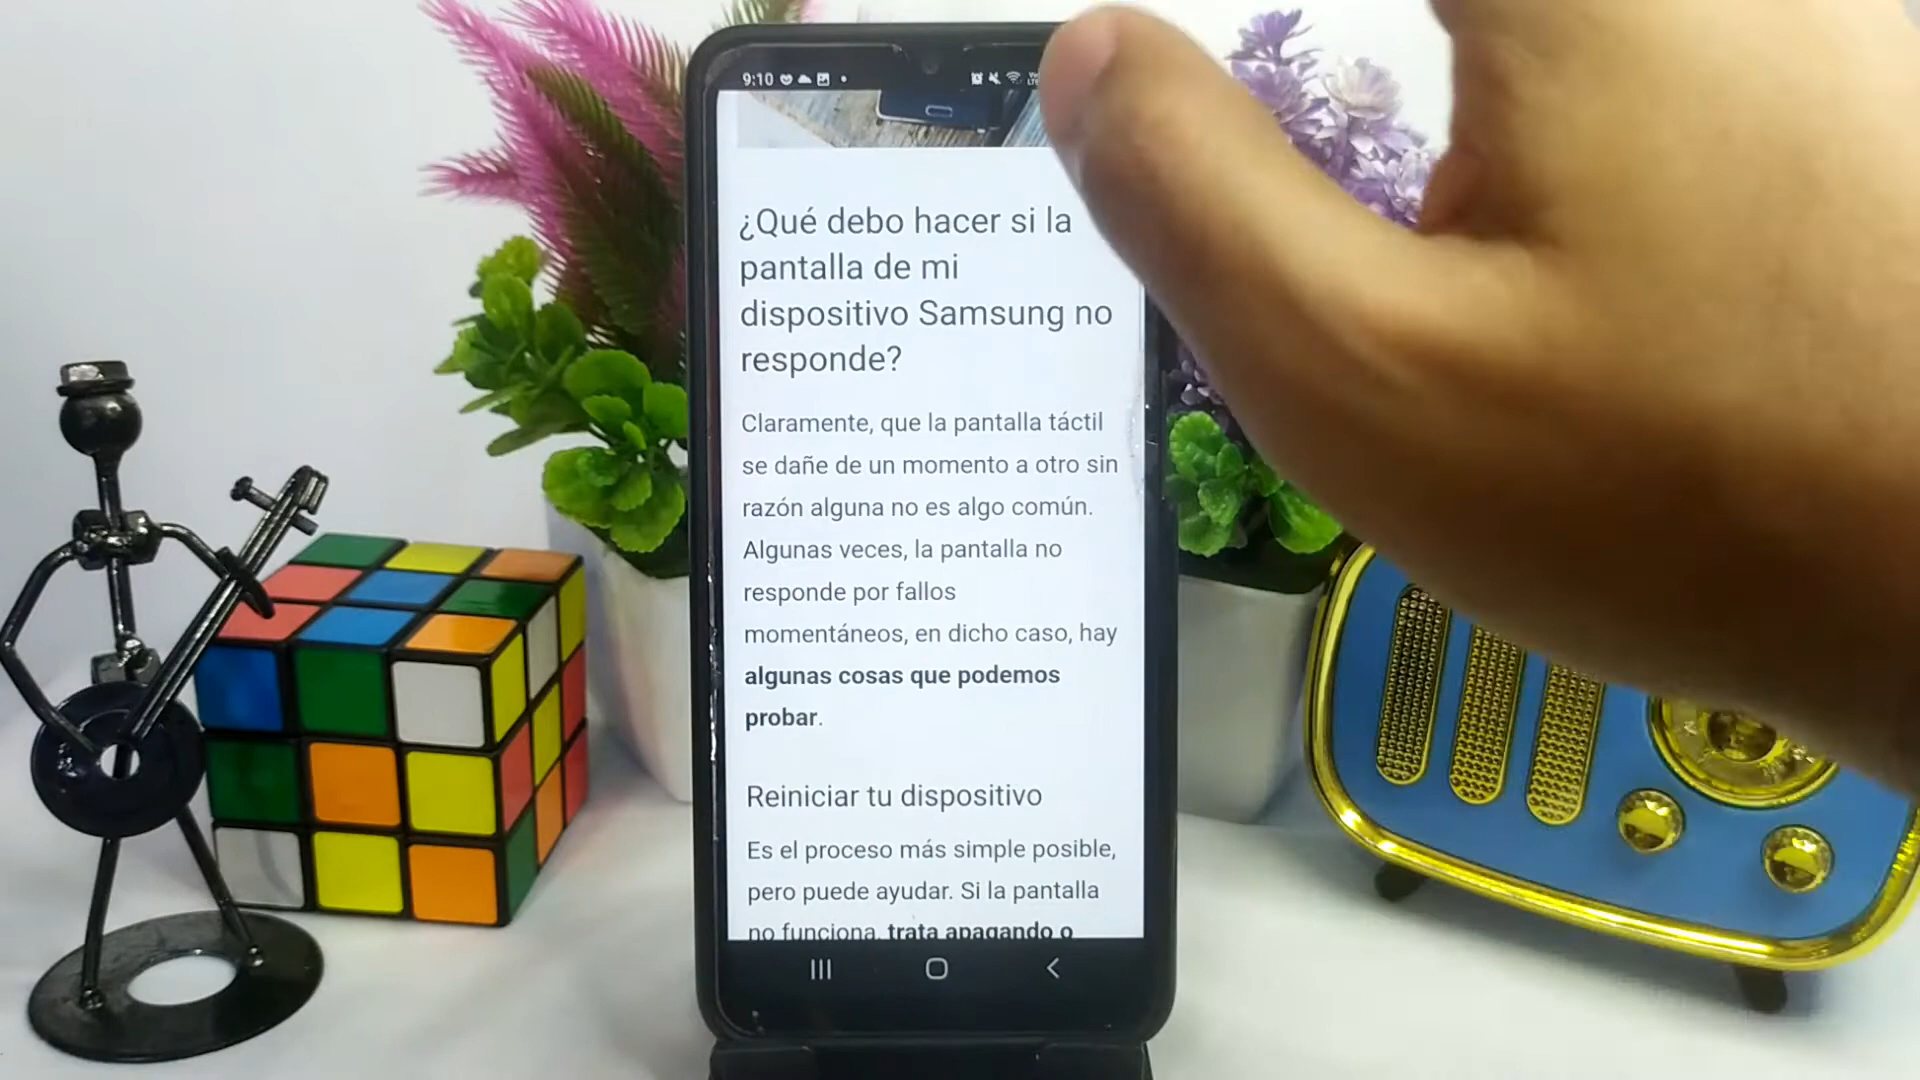 9:10
¿Qué debo hacer si la
pantalla de mi
dispositivo Samsung no
responde?
Claramente, que la pantalla táctil
se dañe de un momento a otro sin
razón alguna no es algo común.
Algunas veces, la pantalla no
responde por fallos
momentáneos, en dicho caso, hay
algunas cosas que podemos
probar.
Reiniciar tu dispositivo
Es el proceso más simple posible,
pero puede ayudar. Si la pantalla
no funciona, trata apagando o